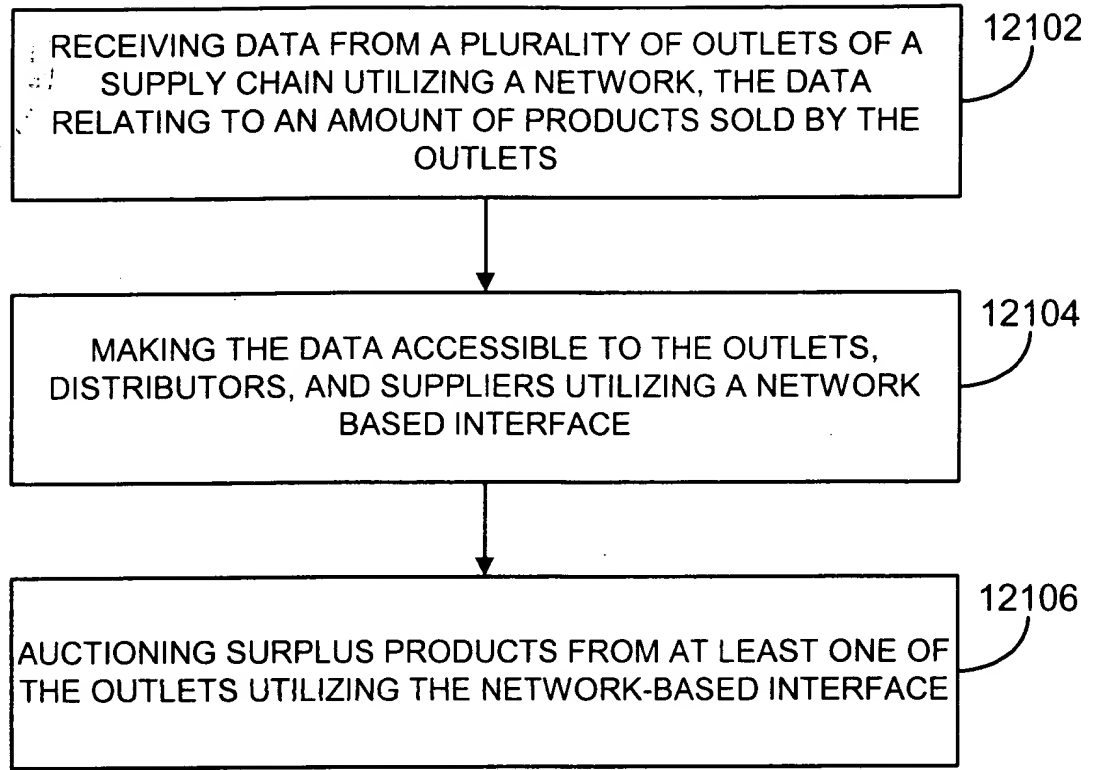 RECEIVING DATA FROM A PLURALITY OF OUTLETS OF A
SUPPLY CHAIN UTILIZING A NETWORK, THE DATA
RELATING TO AN AMOUNT OF PRODUCTS SOLD BY THE
OUTLETS
12102
MAKING THE DATA ACCESSIBLE TO THE OUTLETS,
DISTRIBUTORS, AND SUPPLIERS UTILIZING A NETWORK
BASED INTERFACE
12104
AUCTIONING SURPLUS PRODUCTS FROM AT LEAST ONE OF
THE OUTLETS UTILIZING THE NETWORK-BASED INTERFACE
12106